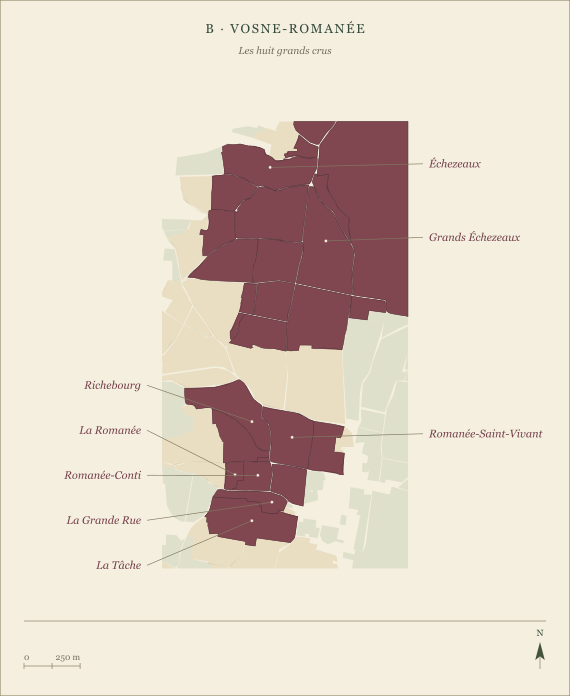 B · VOSNE-ROMANÉE
Les huit grands crus
Échezeaux
Grands Échezeaux
Richebourg
La Romanée
Romanée-Saint-Vivant
Romanée-Conti
La Grande Rue
La Tâche
0 250 m
N